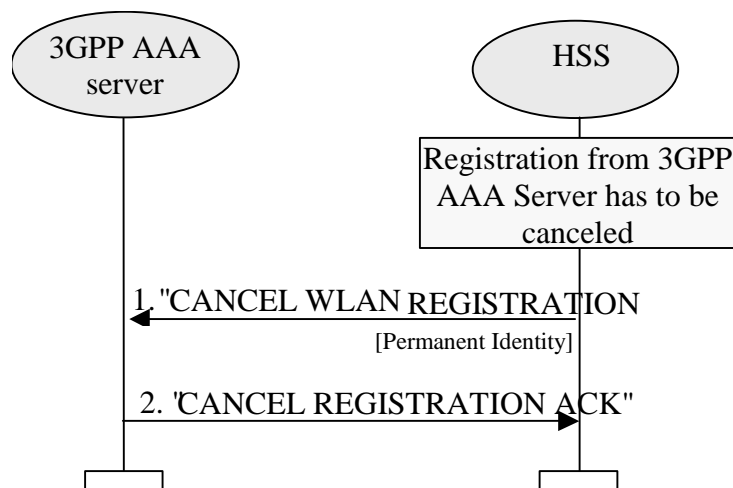 3GPP AAA
server
HSS
Registration from 3GPP
AAA Server has to be
canceled
1. "CANCEL WLAN REGISTRATION
[Permanent Identity]
2. "CANCEL REGISTRATION ACK"